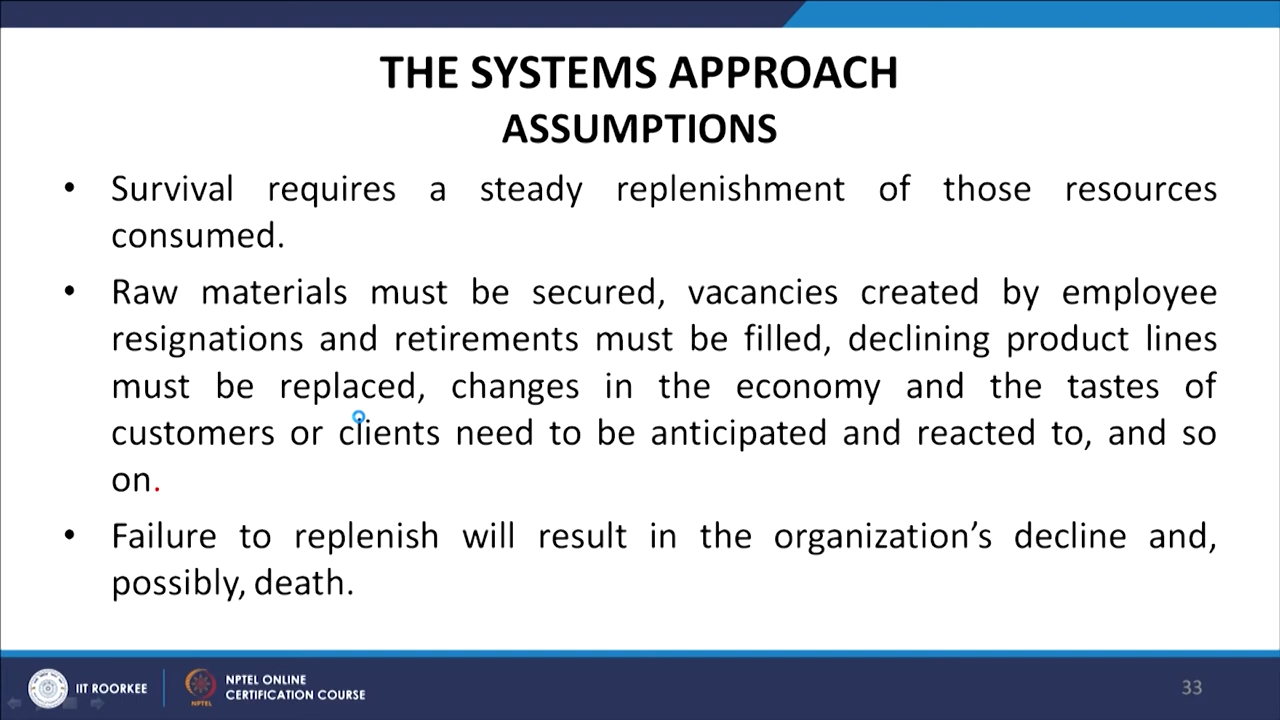 THE SYSTEMS APPROACH
ASSUMPTIONS
• Survival requires a steady replenishment of those resources
consumed.
• Raw materials must be secured, vacancies created by employee
resignations and retirements must be filled, declining product lines
must be replaced, changes in the economy and the tastes of
customers or clients need to be anticipated and reacted to, and so
on.
• Failure to replenish will result in the organization’s decline and,
possibly, death.
IIT ROORKEE
NPTEL
NPTEL ONLINE
CERTIFICATION COURSE
33